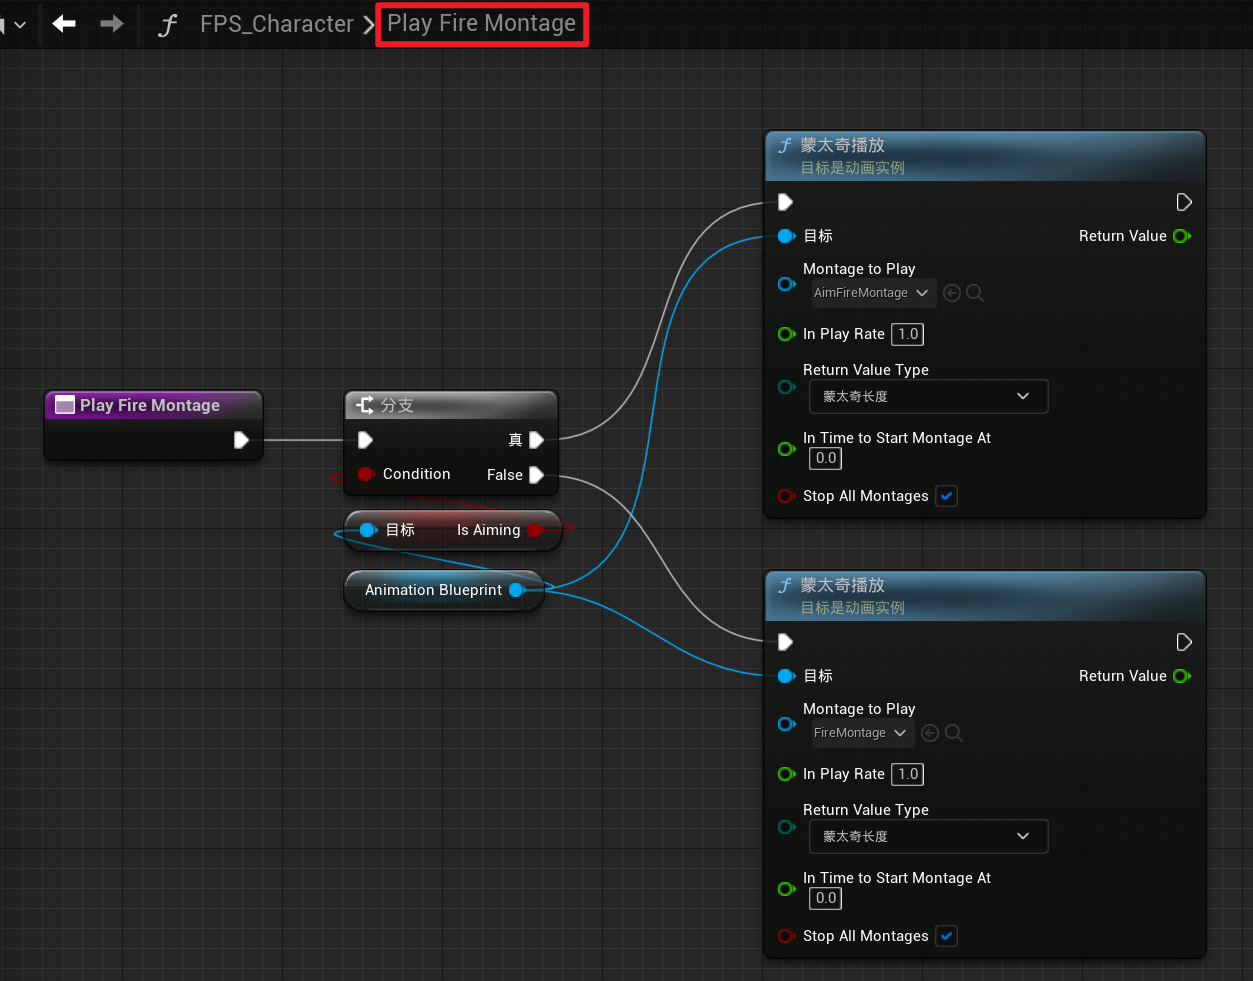 FPS_Character
Play Fire Montage
蒙太奇播放
目标是动画实例
目标
Return Value
Montage to Play
AimFireMontage
In Play Rate 1.0
Return Value Type
蒙太奇长度
In Time to Start Montage At
0.0
Stop All Montages
Play Fire Montage
分支
真
Condition
False
目标
Is Aiming
Animation Blueprint
蒙太奇播放
目标是动画实例
目标
Return Value
Montage to Play
FireMontage
In Play Rate 1.0
Return Value Type
蒙太奇长度
In Time to Start Montage At
0.0
Stop All Montages